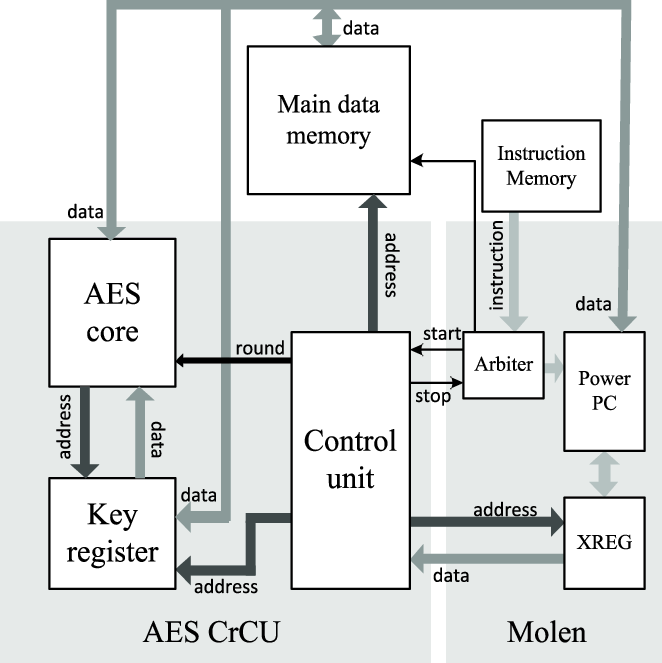 data
Main data
memory
Instruction
Memory
data
address
instruction
data
AES
core
round
start
Arbiter
stop
Power
PC
address
data
Control
unit
Key
register
data
address
address
XREG
data
AES CrCU
Molen